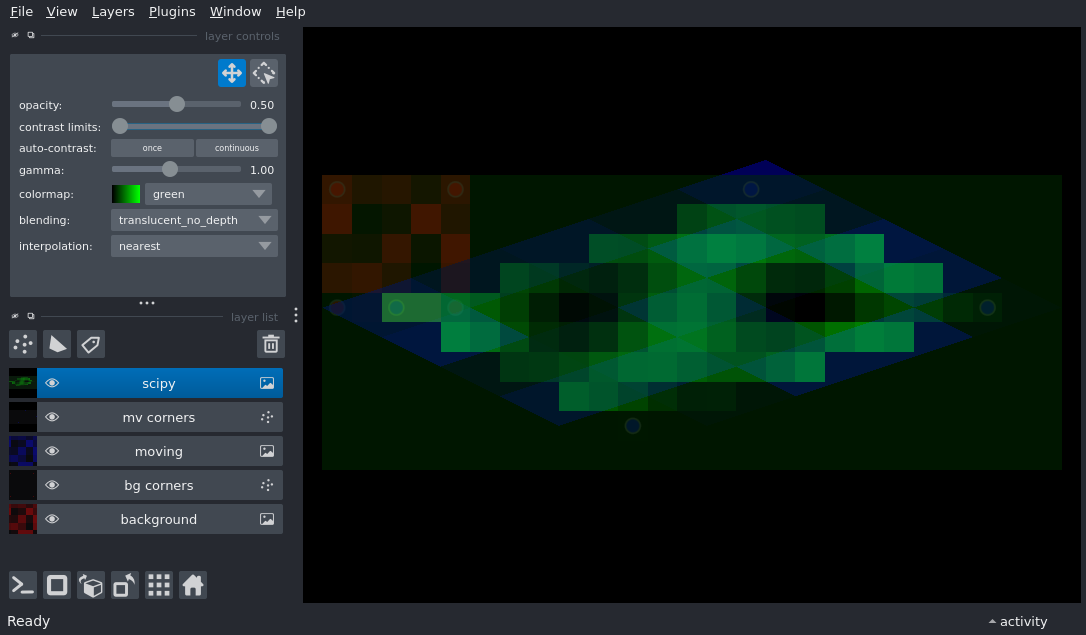 File View Layers Plugins Window Help
layer controls
opacity: 0.50
contrast limits:
auto-contrast: once continuous
gamma: 1.00
colormap: green
blending: translucent_no_depth
interpolation: nearest
layer list
scipy
mv corners
moving
bg corners
background
Ready
activity